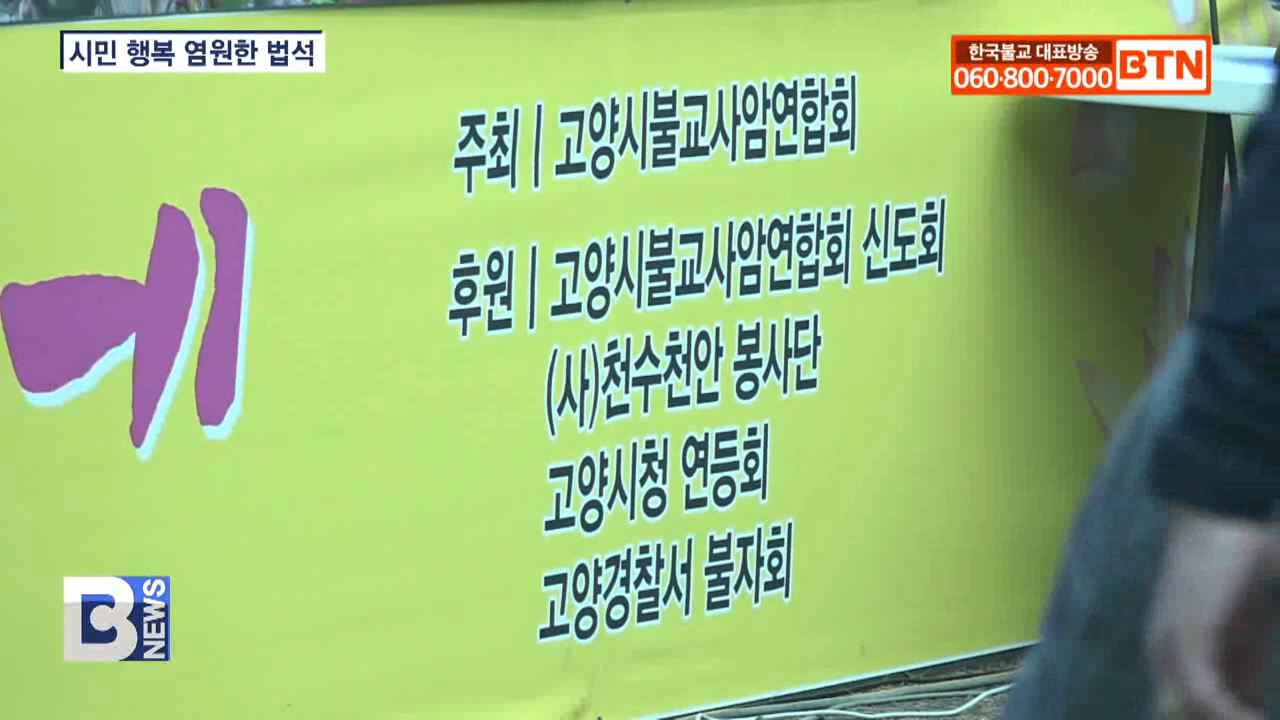 시민 행복 염원한 법석
한국불교 대표방송
060·800·7000
BTN
주최 | 고양시불교사암연합회
후원 | 고양시불교사암연합회 신도회
(사)천수천안 봉사단
고양시청 연등회
고양경찰서 불자회
B NEWS